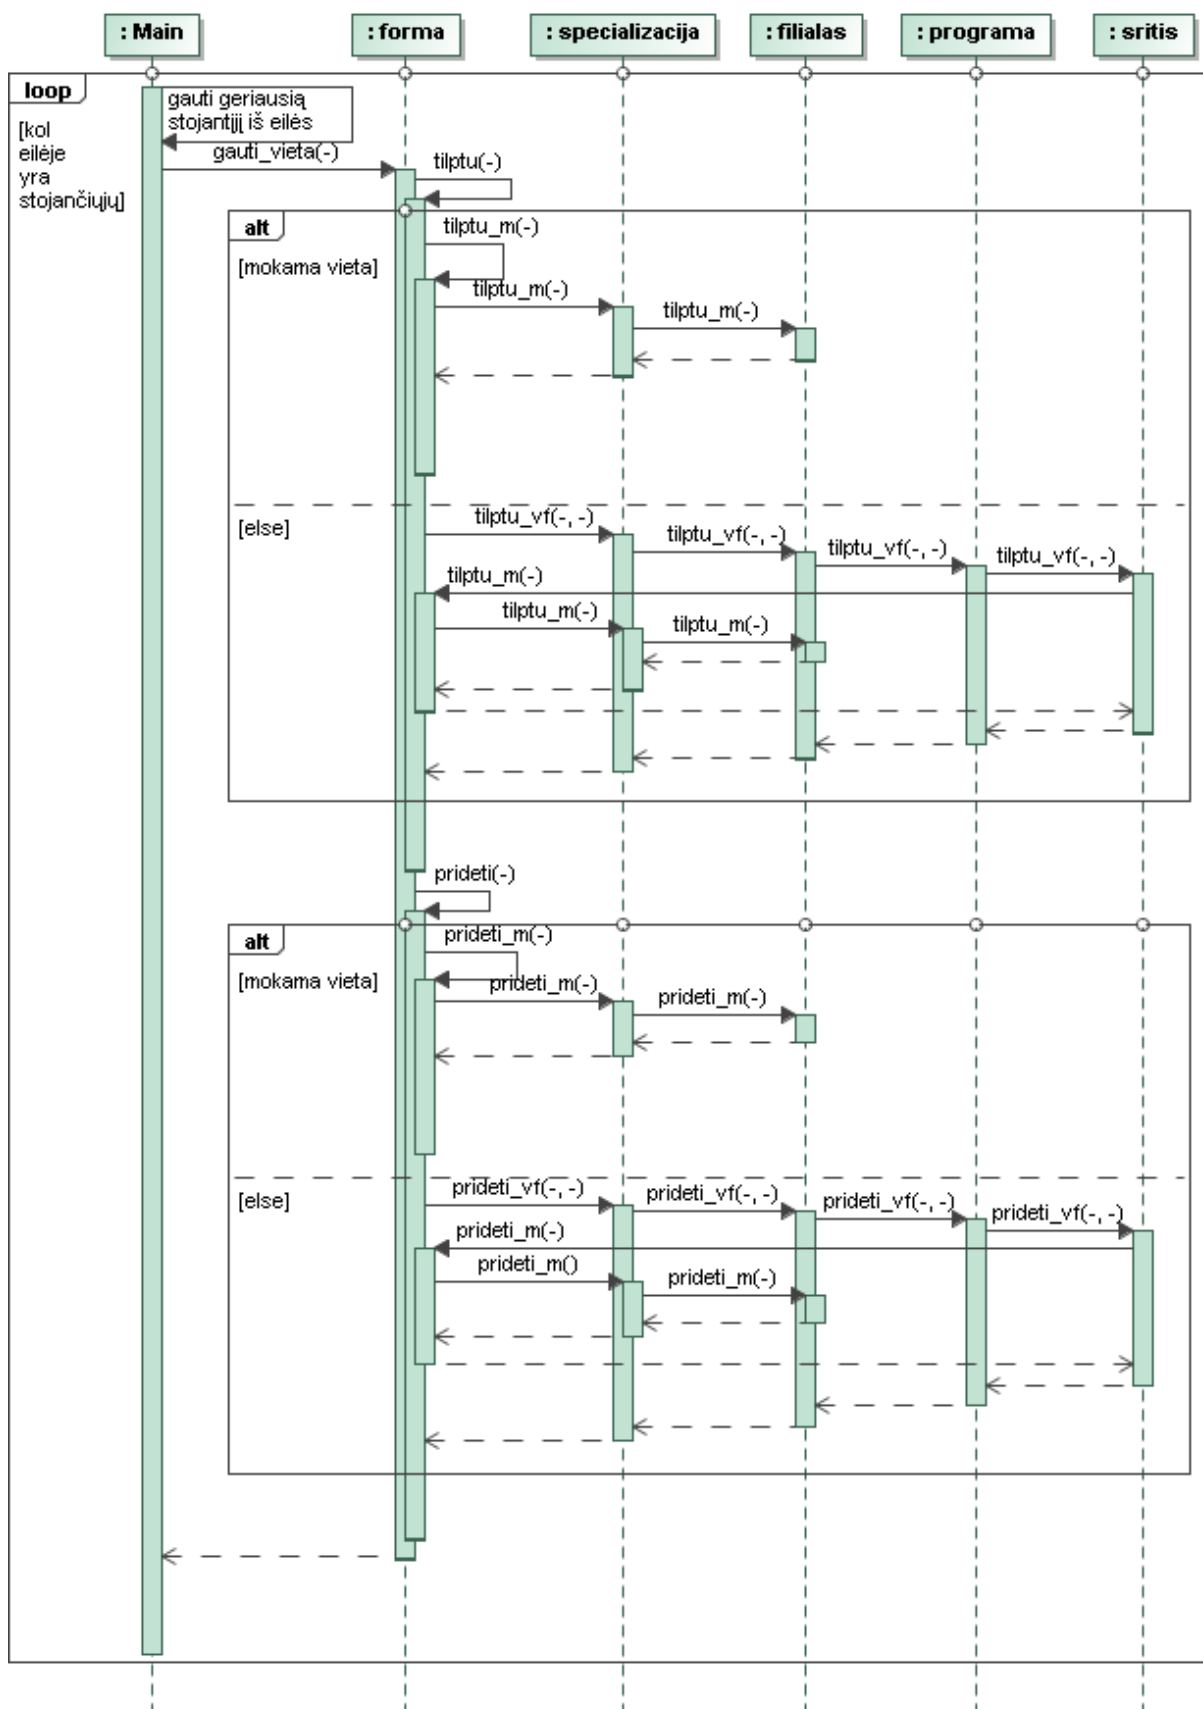 : Main
: forma
: specializacija
: filialas
: programa
: sritis
loop
[kol
eilėje
yra
stojančiųjų]
gauti geriausią
stojantįjį iš eilės
gauti_vieta(-)
tilptu(-)
alt
[mokama vieta]
tilptu_m(-)
tilptu_m(-)
tilptu_m(-)
[else]
tilptu_vf(-, -)
tilptu_vf(-, -)
tilptu_vf(-, -)
tilptu_vf(-, -)
tilptu_m(-)
tilptu_m(-)
tilptu_m(-)
prideti(-)
alt
[mokama vieta]
prideti_m(-)
prideti_m(-)
prideti_m(-)
[else]
prideti_vf(-, -)
prideti_vf(-, -)
prideti_vf(-, -)
prideti_vf(-, -)
prideti_m(-)
prideti_m()
prideti_m(-)